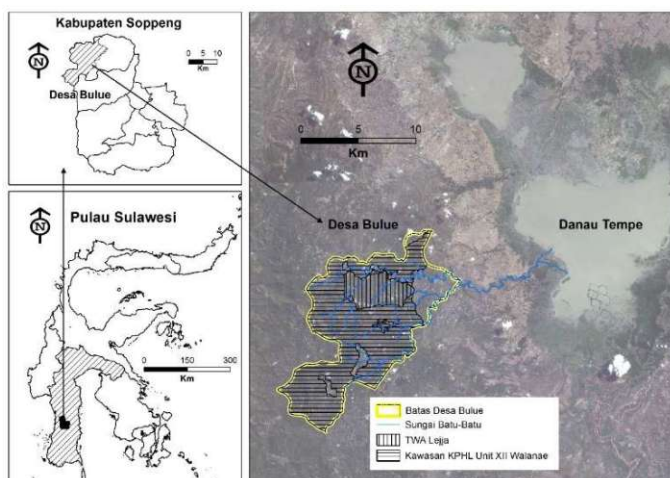 Kabupaten Soppeng
N
0 5 10
Km
Desa Bulue
Pulau Sulawesi
N
0 150 300
Km
N
0 5 10
Km
Desa Bulue
Danau Tempe
Batas Desa Bulue
Sungai Batu-Batu
TWA Lejja
Kawasan KPHL Unit XII Walanae